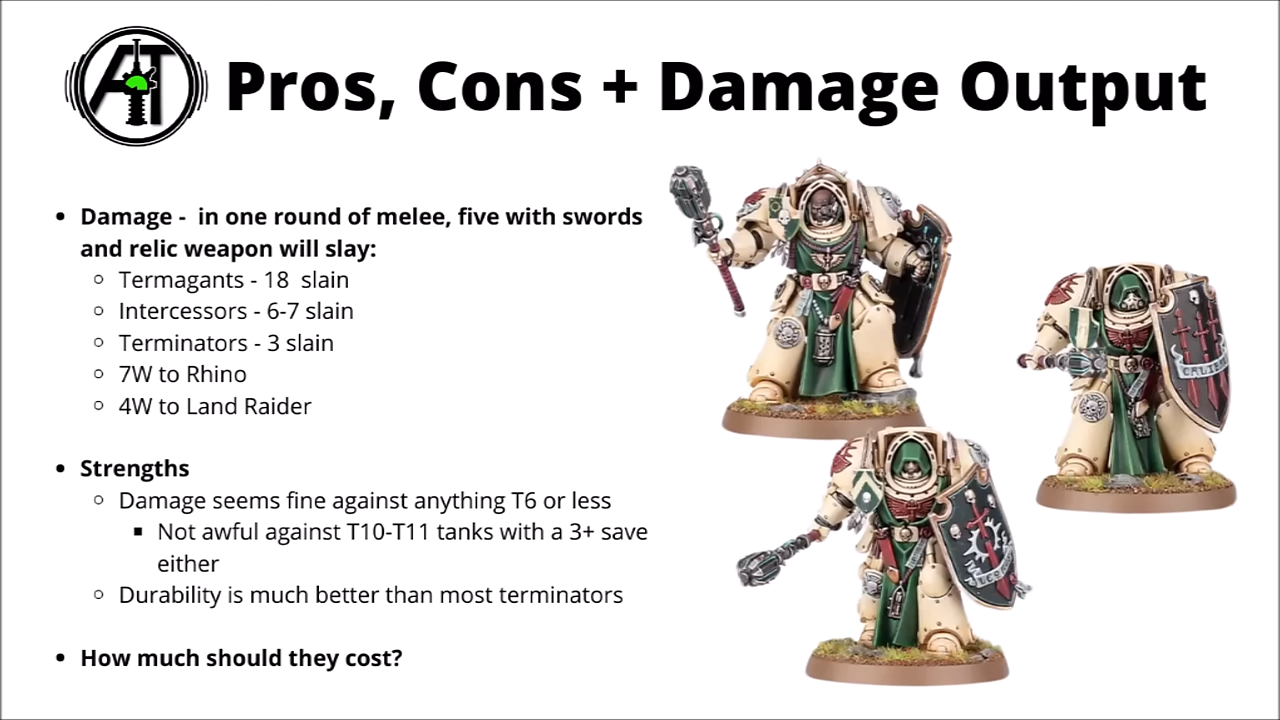 AT
Pros, Cons + Damage Output
• Damage -  in one round of melee, five with swords
and relic weapon will slay:
○ Termagants - 18  slain
○ Intercessors - 6-7 slain
○ Terminators - 3 slain
○ 7W to Rhino
○ 4W to Land Raider
• Strengths
○ Damage seems fine against anything T6 or less
■ Not awful against T10-T11 tanks with a 3+ save
either
○ Durability is much better than most terminators
• How much should they cost?